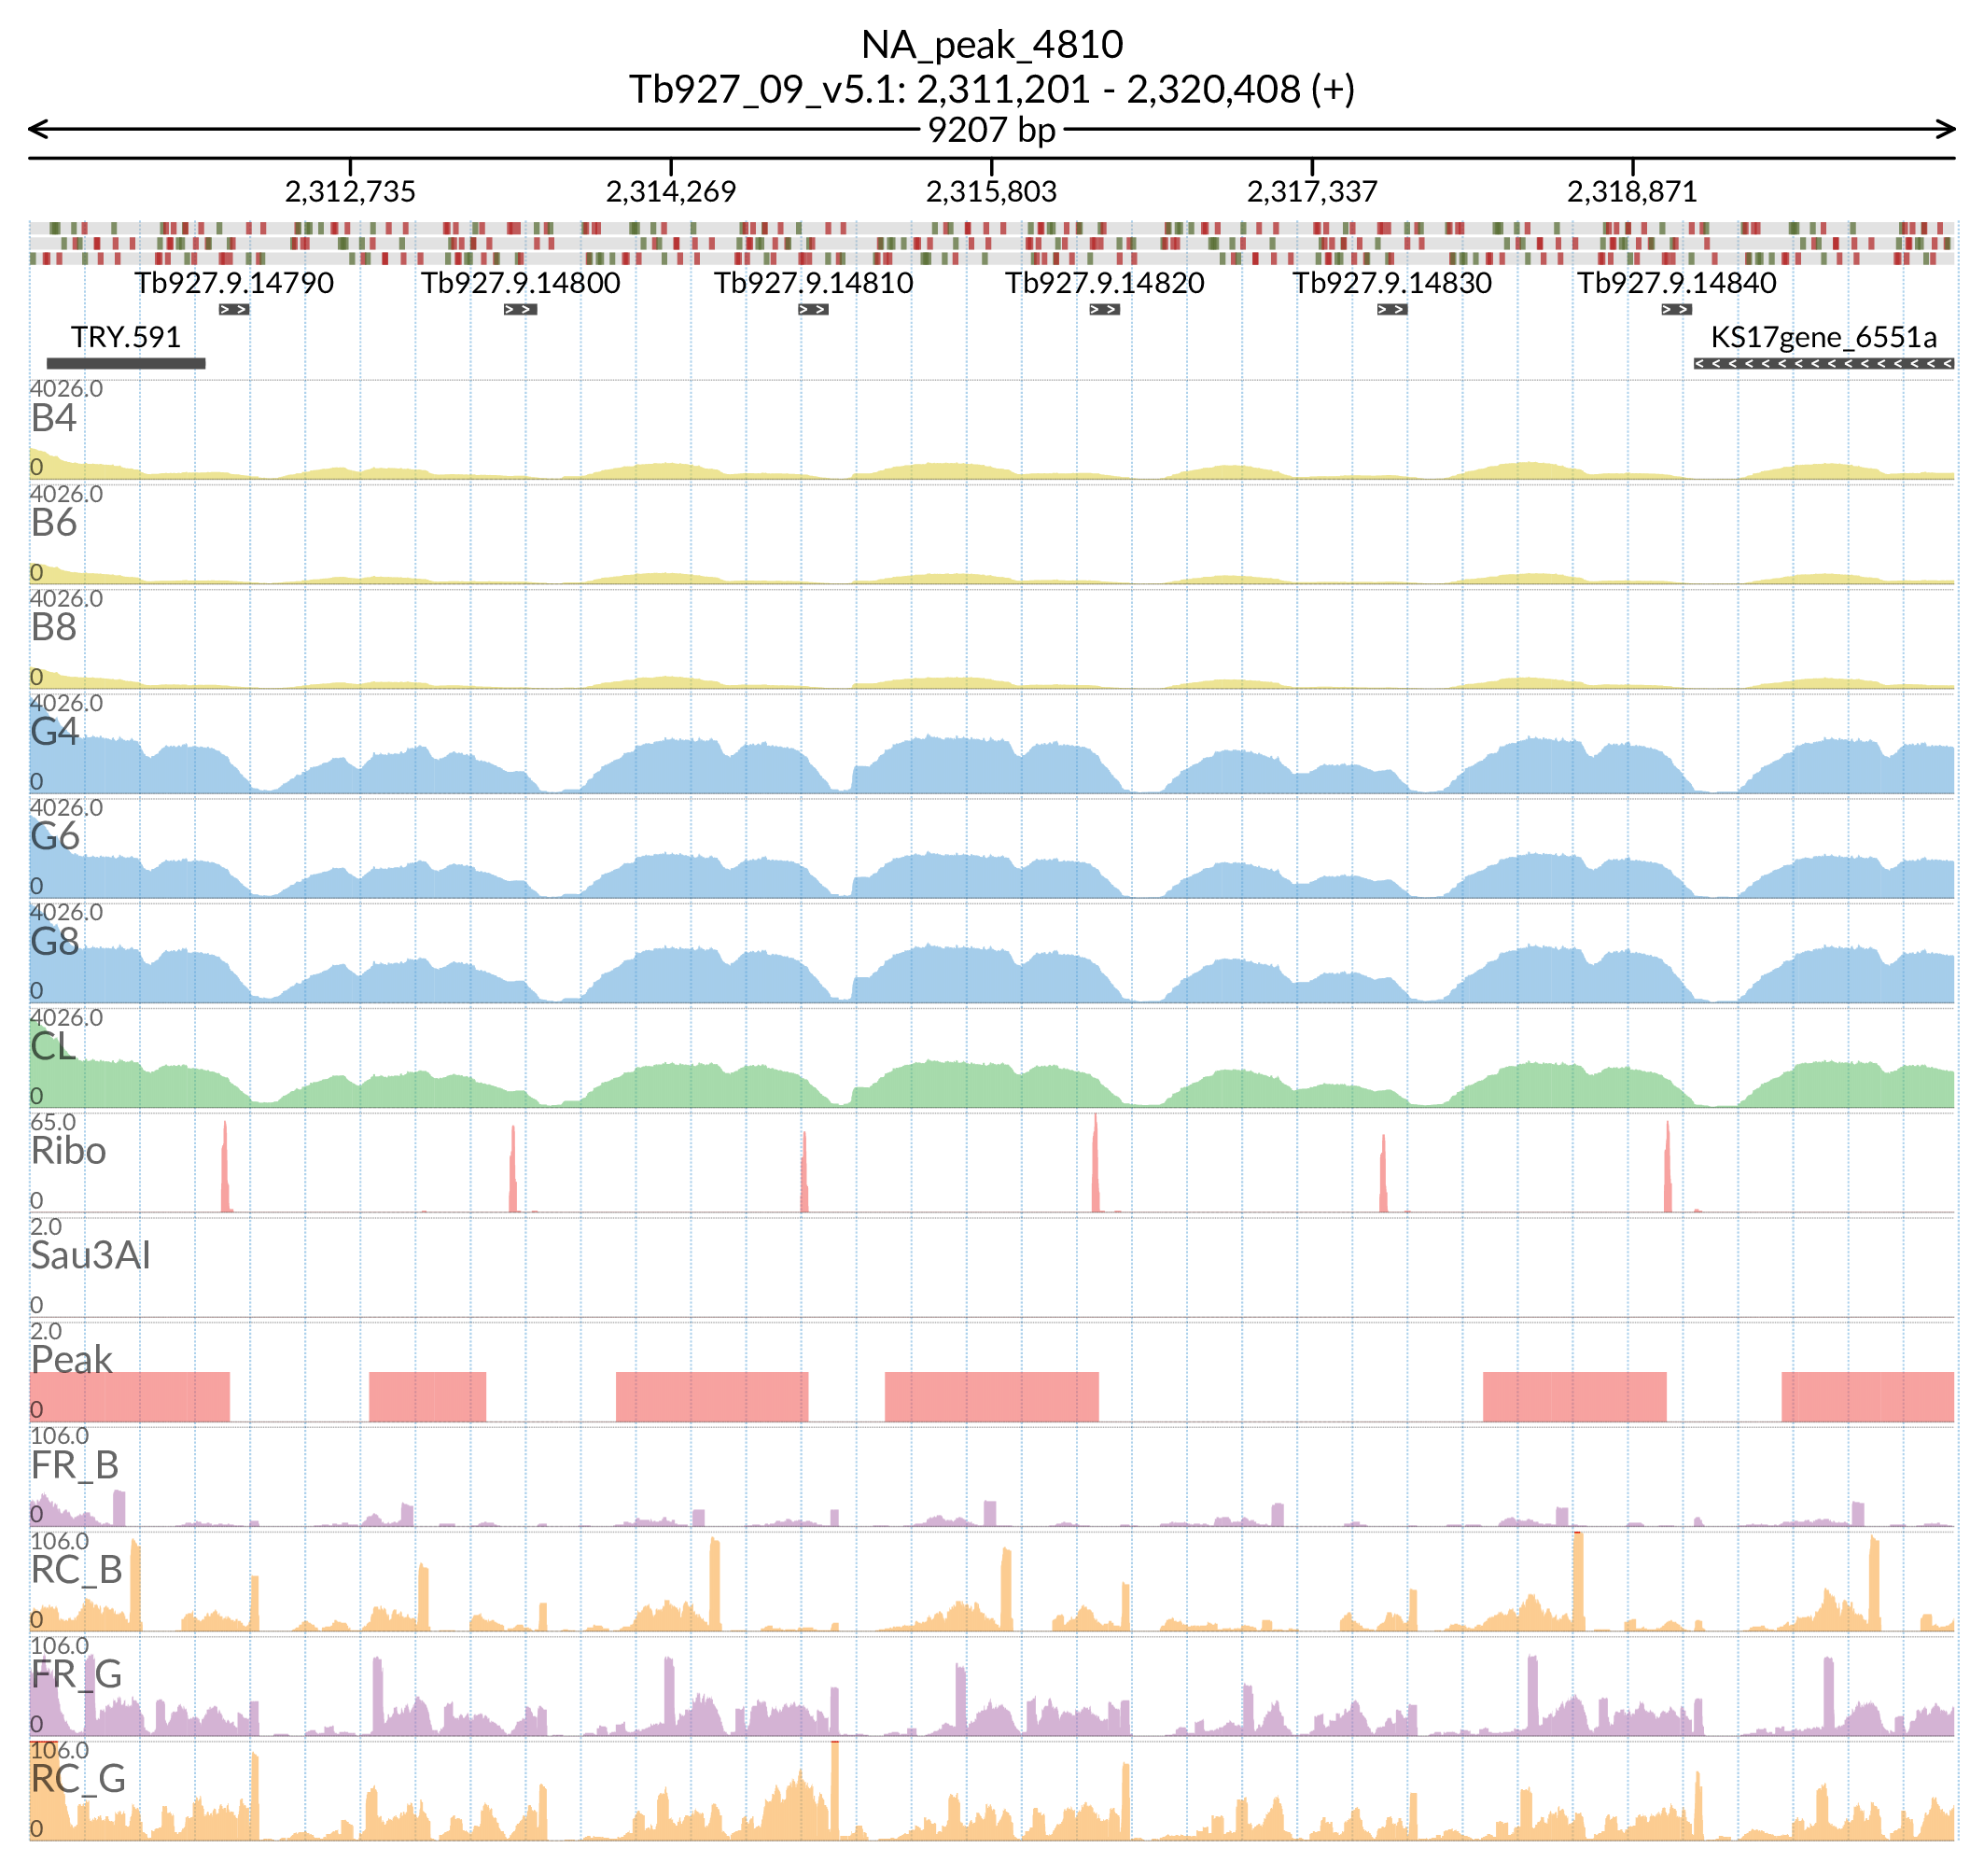 NA_peak_4810
Tb927_09_v5.1: 2,311,201 - 2,320,408 (+)
9207 bp
2,312,735 2,314,269 2,315,803 2,317,337 2,318,871
Tb927.9.14790 Tb927.9.14800 Tb927.9.14810 Tb927.9.14820 Tb927.9.14830 Tb927.9.14840
TRY.591 KS17gene_6551a
4026.0
B4
0
4026.0
B6
0
4026.0
B8
0
4026.0
G4
0
4026.0
G6
0
4026.0
G8
0
4026.0
CL
0
65.0
Ribo
0
2.0
Sau3AI
0
2.0
Peak
0
106.0
FR_B
0
106.0
RC_B
0
106.0
FR_G
0
106.0
RC_G
0